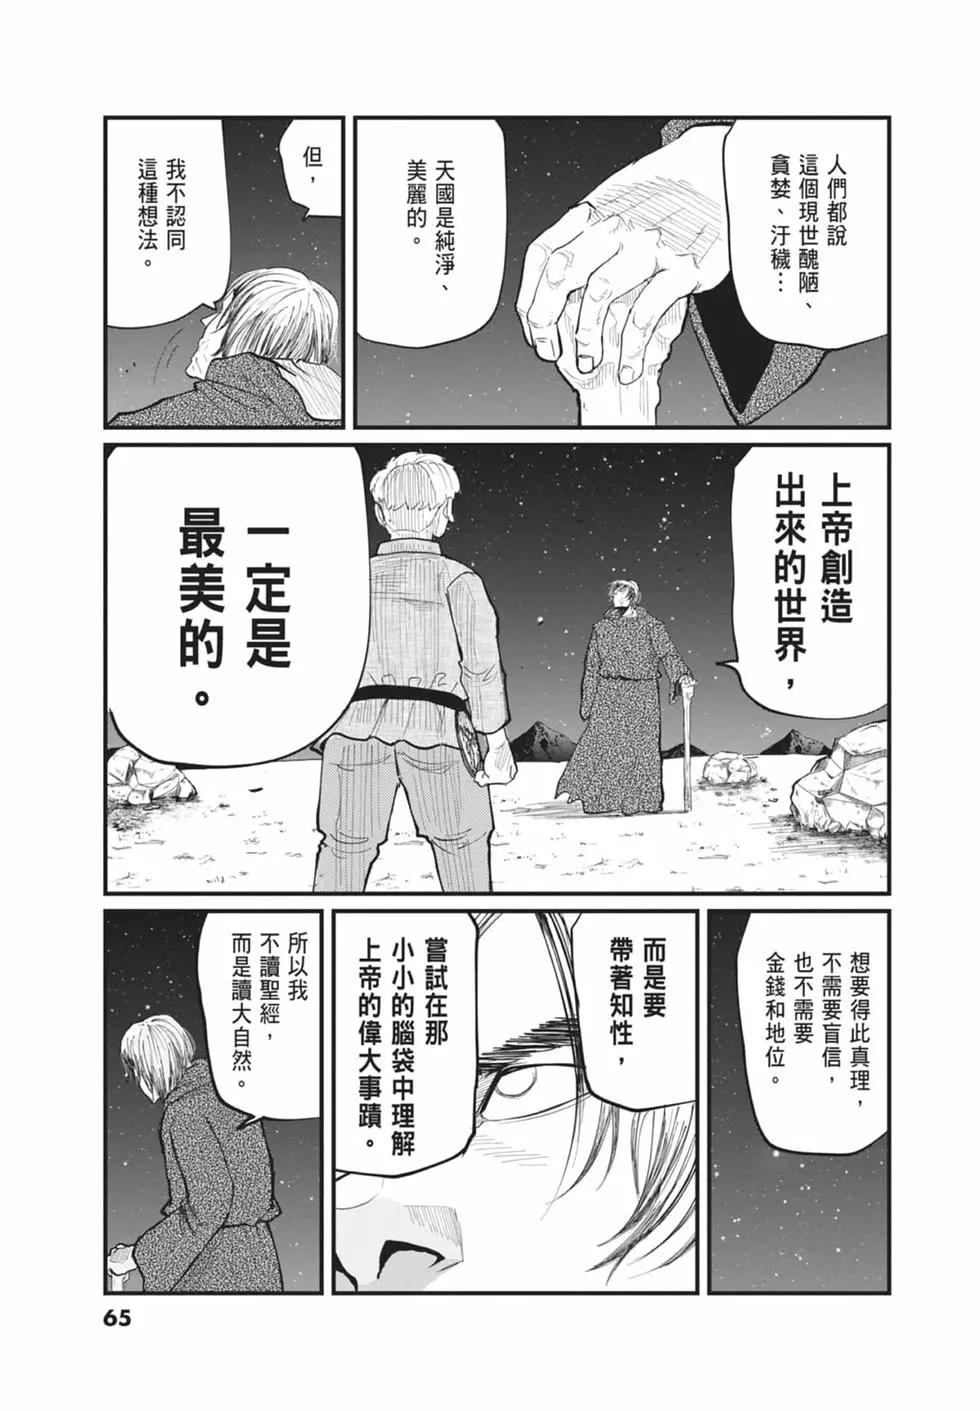 人們都說
這個現世醜陋、
貪婪、汙穢…
天國是純淨、
美麗的。
但，
我不認同
這種想法。
上帝創造
出來的世界，
一定是
最美的。
想要得此真理，
不需要盲信，
也不需要
金錢和地位。
而是要
帶著知性，
嘗試在那
小小的腦袋中理解
上帝的偉大事蹟。
所以我
不讀聖經，
而是讀大自然。
65